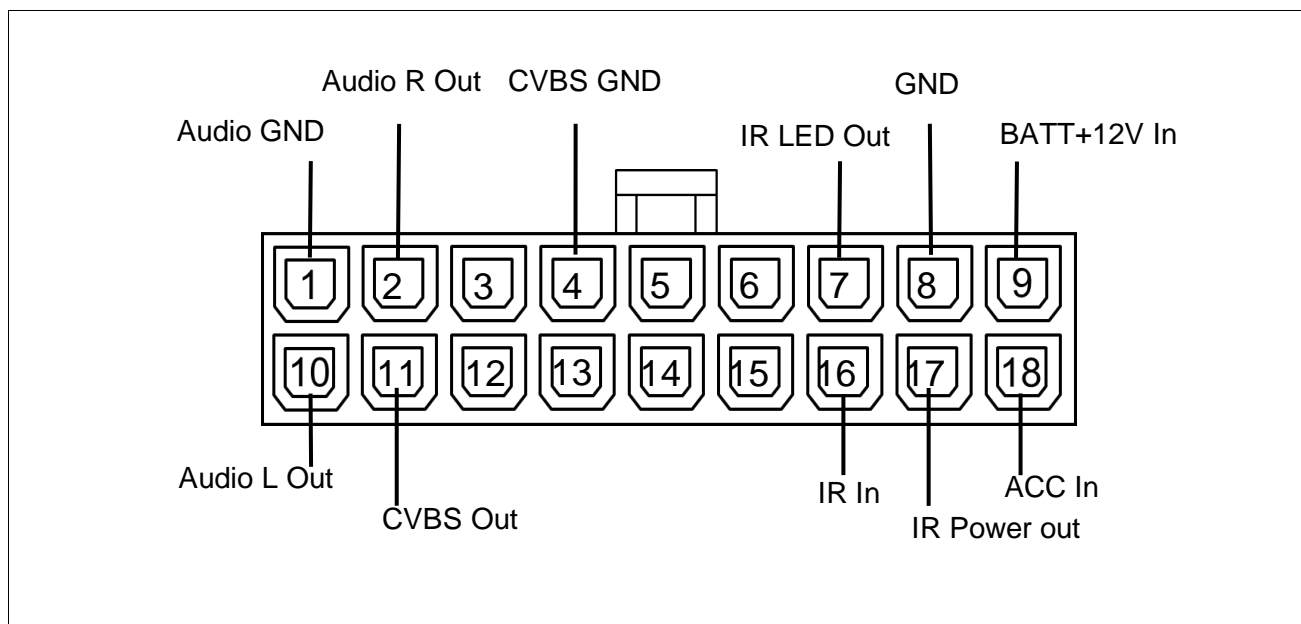 Audio R Out CVBS GND GND
Audio GND IR LED Out BATT+12V In
1 2 3 4 5 6 7 8 9
10 11 12 13 14 15 16 17 18
Audio L Out IR In ACC In
CVBS Out IR Power out